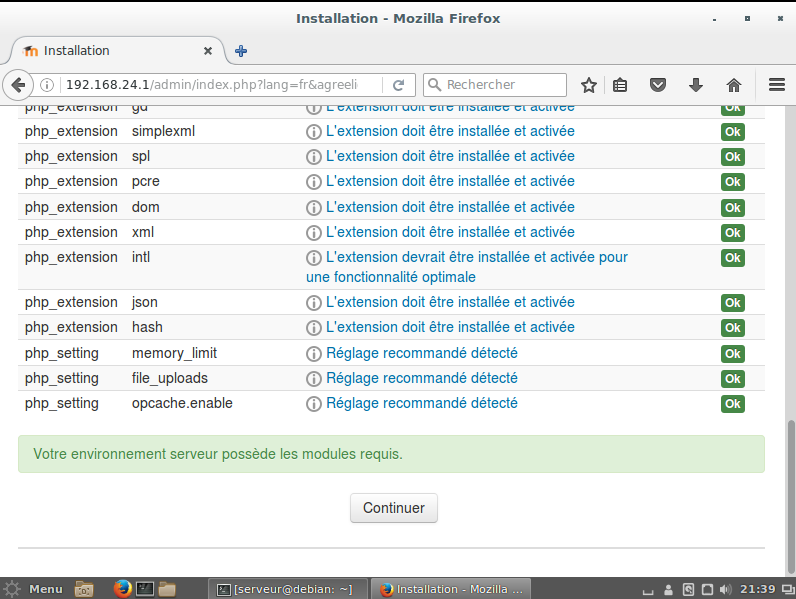 Installation - Mozilla Firefox
Installation
192.168.24.1/admin/index.php?lang=fr&agreeli
Rechercher
php_extension gd L'extension doit être installée et activée Ok
php_extension simplexml L'extension doit être installée et activée Ok
php_extension spl L'extension doit être installée et activée Ok
php_extension pcre L'extension doit être installée et activée Ok
php_extension dom L'extension doit être installée et activée Ok
php_extension xml L'extension doit être installée et activée Ok
php_extension intl L'extension devrait être installée et activée pour Ok
une fonctionnalité optimale
php_extension json L'extension doit être installée et activée Ok
php_extension hash L'extension doit être installée et activée Ok
php_setting memory_limit Réglage recommandé détecté Ok
php_setting file_uploads Réglage recommandé détecté Ok
php_setting opcache.enable Réglage recommandé détecté Ok
Votre environnement serveur possède les modules requis.
Continuer
Menu [serveur@debian: ~] Installation - Mozilla ... 21:39